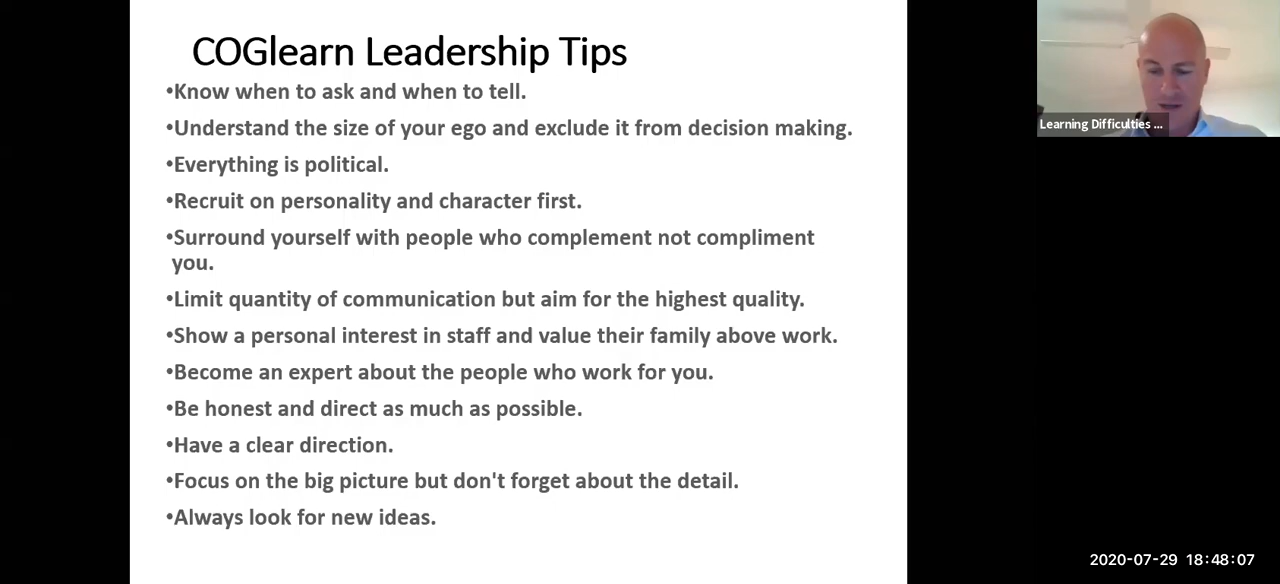 COGlearn Leadership Tips
•Know when to ask and when to tell.
•Understand the size of your ego and exclude it from decision making.
•Everything is political.
•Recruit on personality and character first.
•Surround yourself with people who complement not compliment
you.
•Limit quantity of communication but aim for the highest quality.
•Show a personal interest in staff and value their family above work.
•Become an expert about the people who work for you.
•Be honest and direct as much as possible.
•Have a clear direction.
•Focus on the big picture but don't forget about the detail.
•Always look for new ideas.
Learning Difficulties ...
2020-07-29 18:48:07